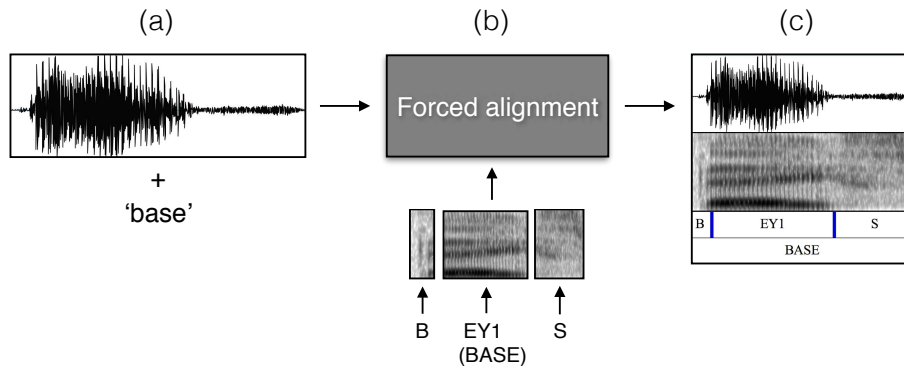 (a)
(b)
(c)
Forced alignment
+
‘base’
B
EY1
S
(BASE)
B EY1 S
BASE